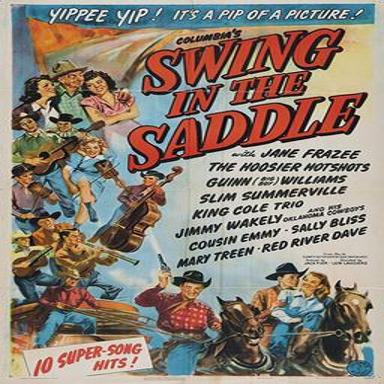 YIPPEE YIP! IT'S A PIP OF A PICTURE!
COLUMBIA'S
SWING
IN THE
SADDLE
with JANE FRAZEE
THE HOOSIER HOTSHOTS
GUINN (BIG BOY) WILLIAMS
SLIM SUMMERVILLE
KING COLE TRIO
JIMMY WAKELY AND HIS OKLAHOMA COWBOYS
COUSIN EMMY · SALLY BLISS
MARY TREEN · RED RIVER DAVE
10 SUPER-SONG
HITS!